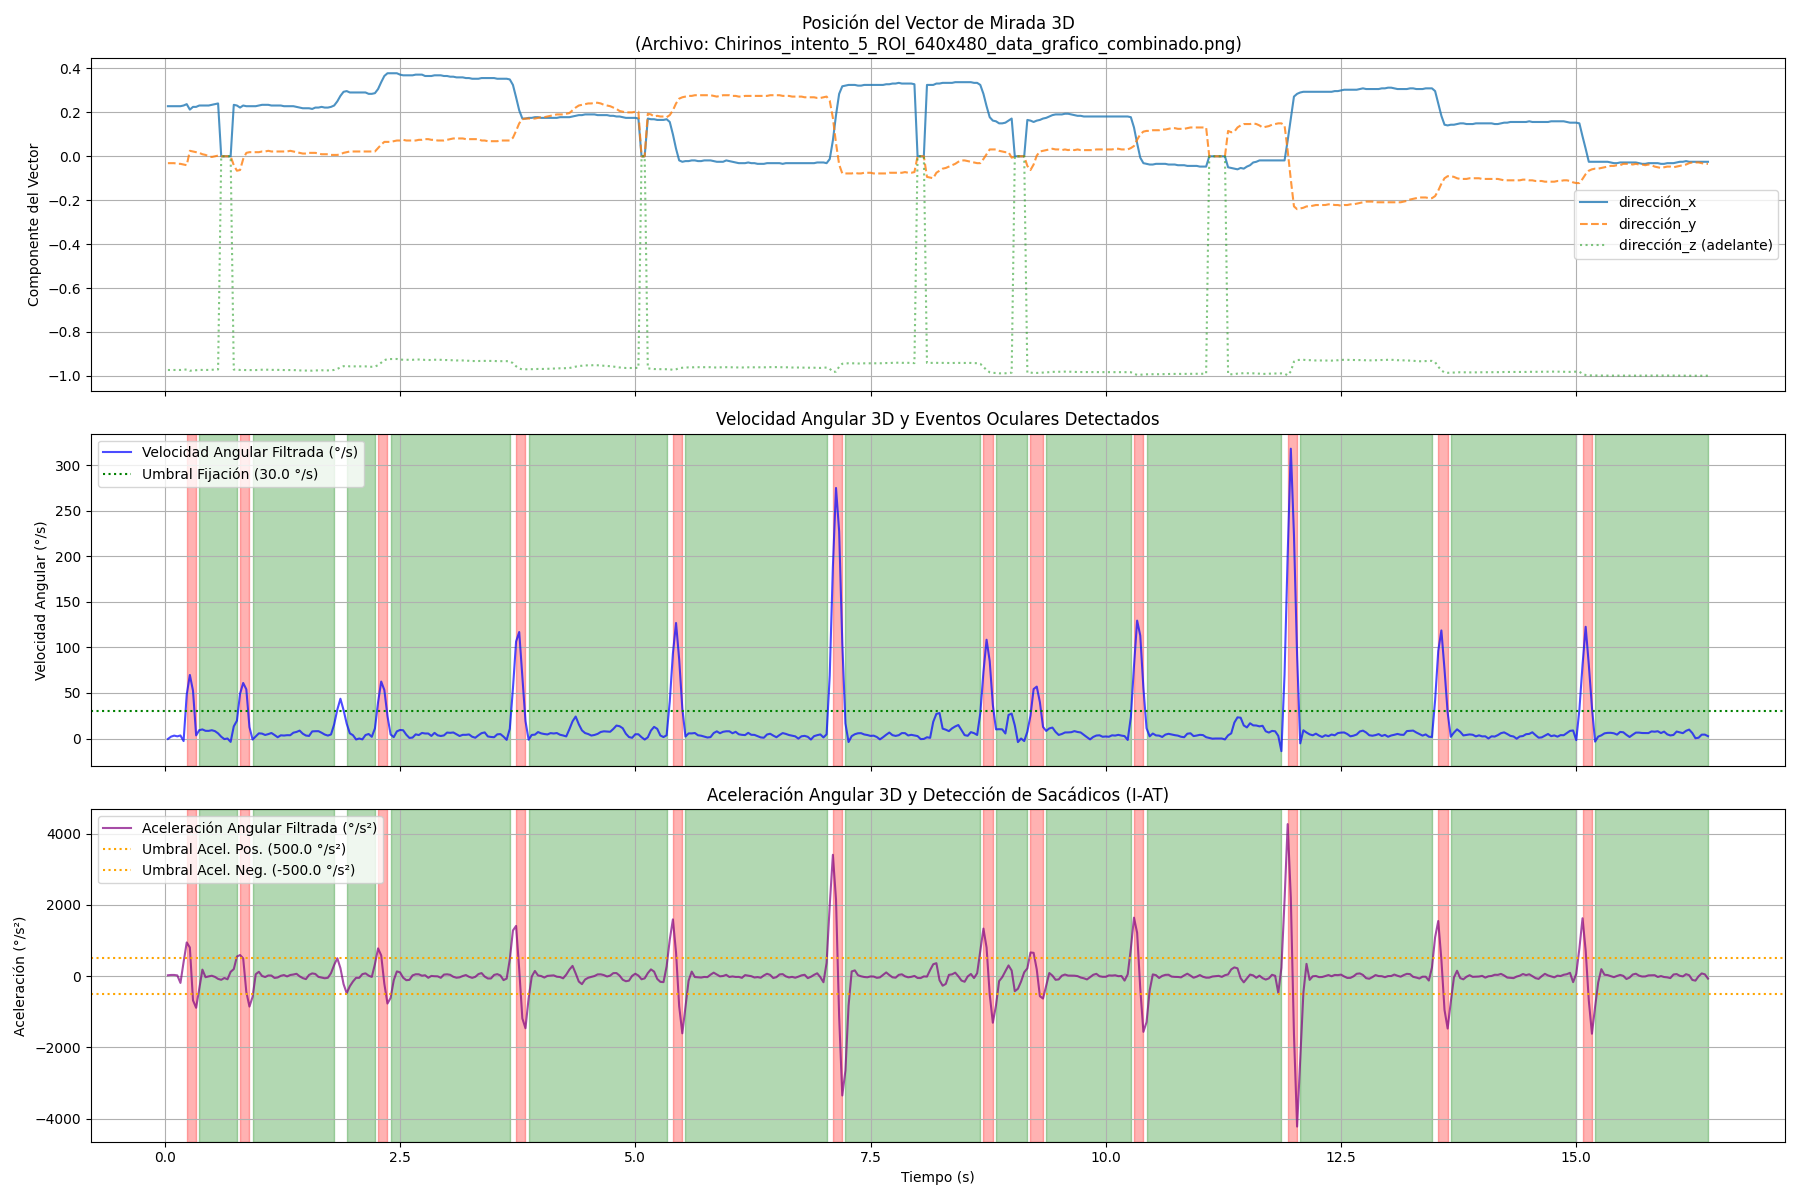 Posición del Vector de Mirada 3D
(Archivo: Chirinos_intento_5_ROI_640x480_data_grafico_combinado.png)
Componente del Vector
0.4
0.2
0.0
−0.2
−0.4
−0.6
−0.8
−1.0
dirección_x
dirección_y
dirección_z (adelante)
Velocidad Angular 3D y Eventos Oculares Detectados
Velocidad Angular (°/s)
300
250
200
150
100
50
0
Velocidad Angular Filtrada (°/s)
Umbral Fijación (30.0 °/s)
Aceleración Angular 3D y Detección de Sacádicos (I-AT)
Aceleración (°/s²)
4000
2000
0
−2000
−4000
Aceleración Angular Filtrada (°/s²)
Umbral Acel. Pos. (500.0 °/s²)
Umbral Acel. Neg. (-500.0 °/s²)
0.0 2.5 5.0 7.5 10.0 12.5 15.0
Tiempo (s)